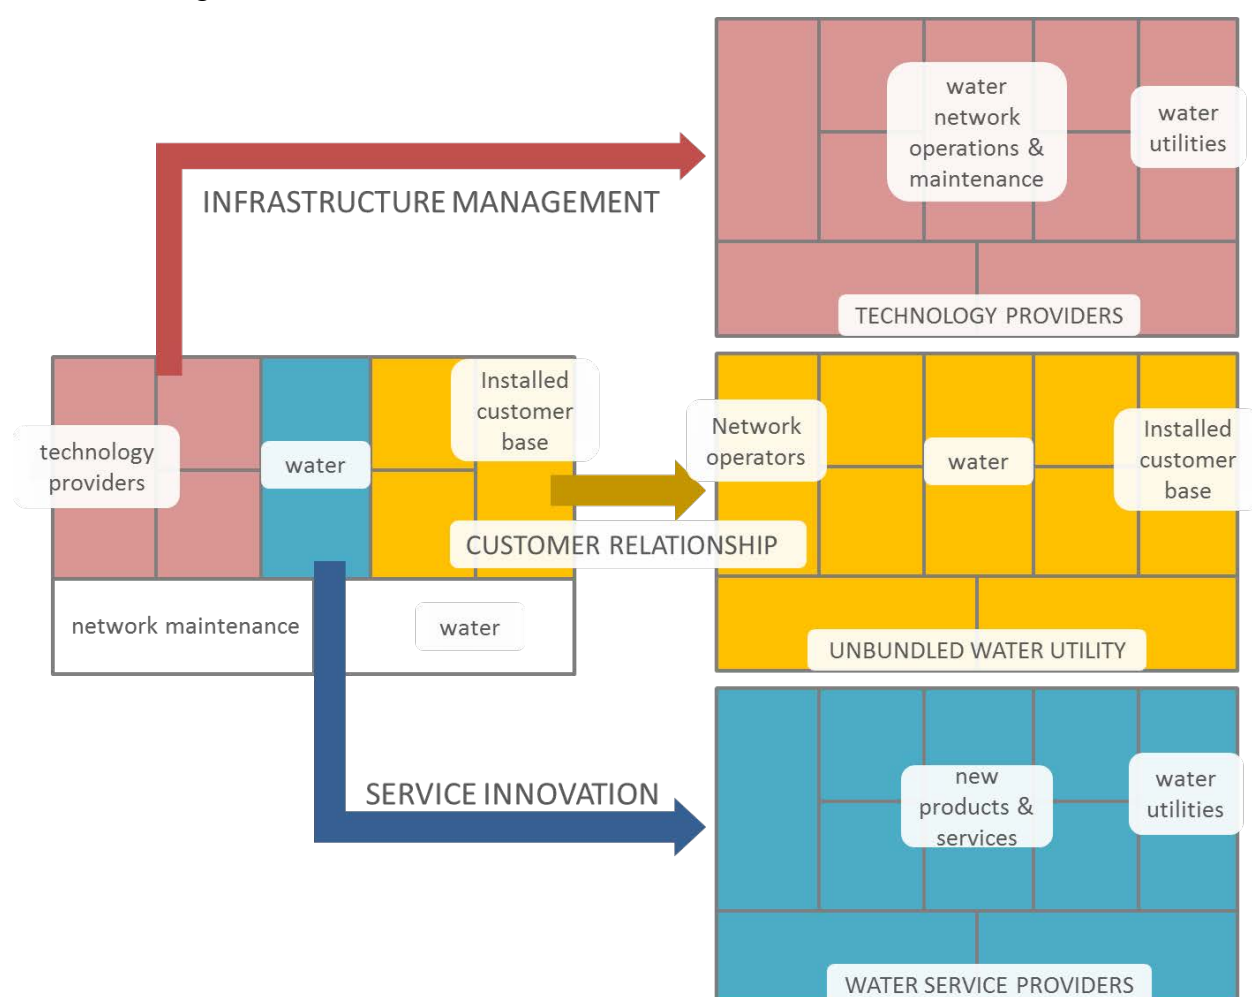 water
network
operations &
maintenance
water
utilities
INFRASTRUCTURE MANAGEMENT
TECHNOLOGY PROVIDERS
technology
providers
water
Installed
customer
base
network maintenance
water
CUSTOMER RELATIONSHIP
Network
operators
water
Installed
customer
base
UNBUNDLED WATER UTILITY
SERVICE INNOVATION
new
products &
services
water
utilities
WATER SERVICE PROVIDERS